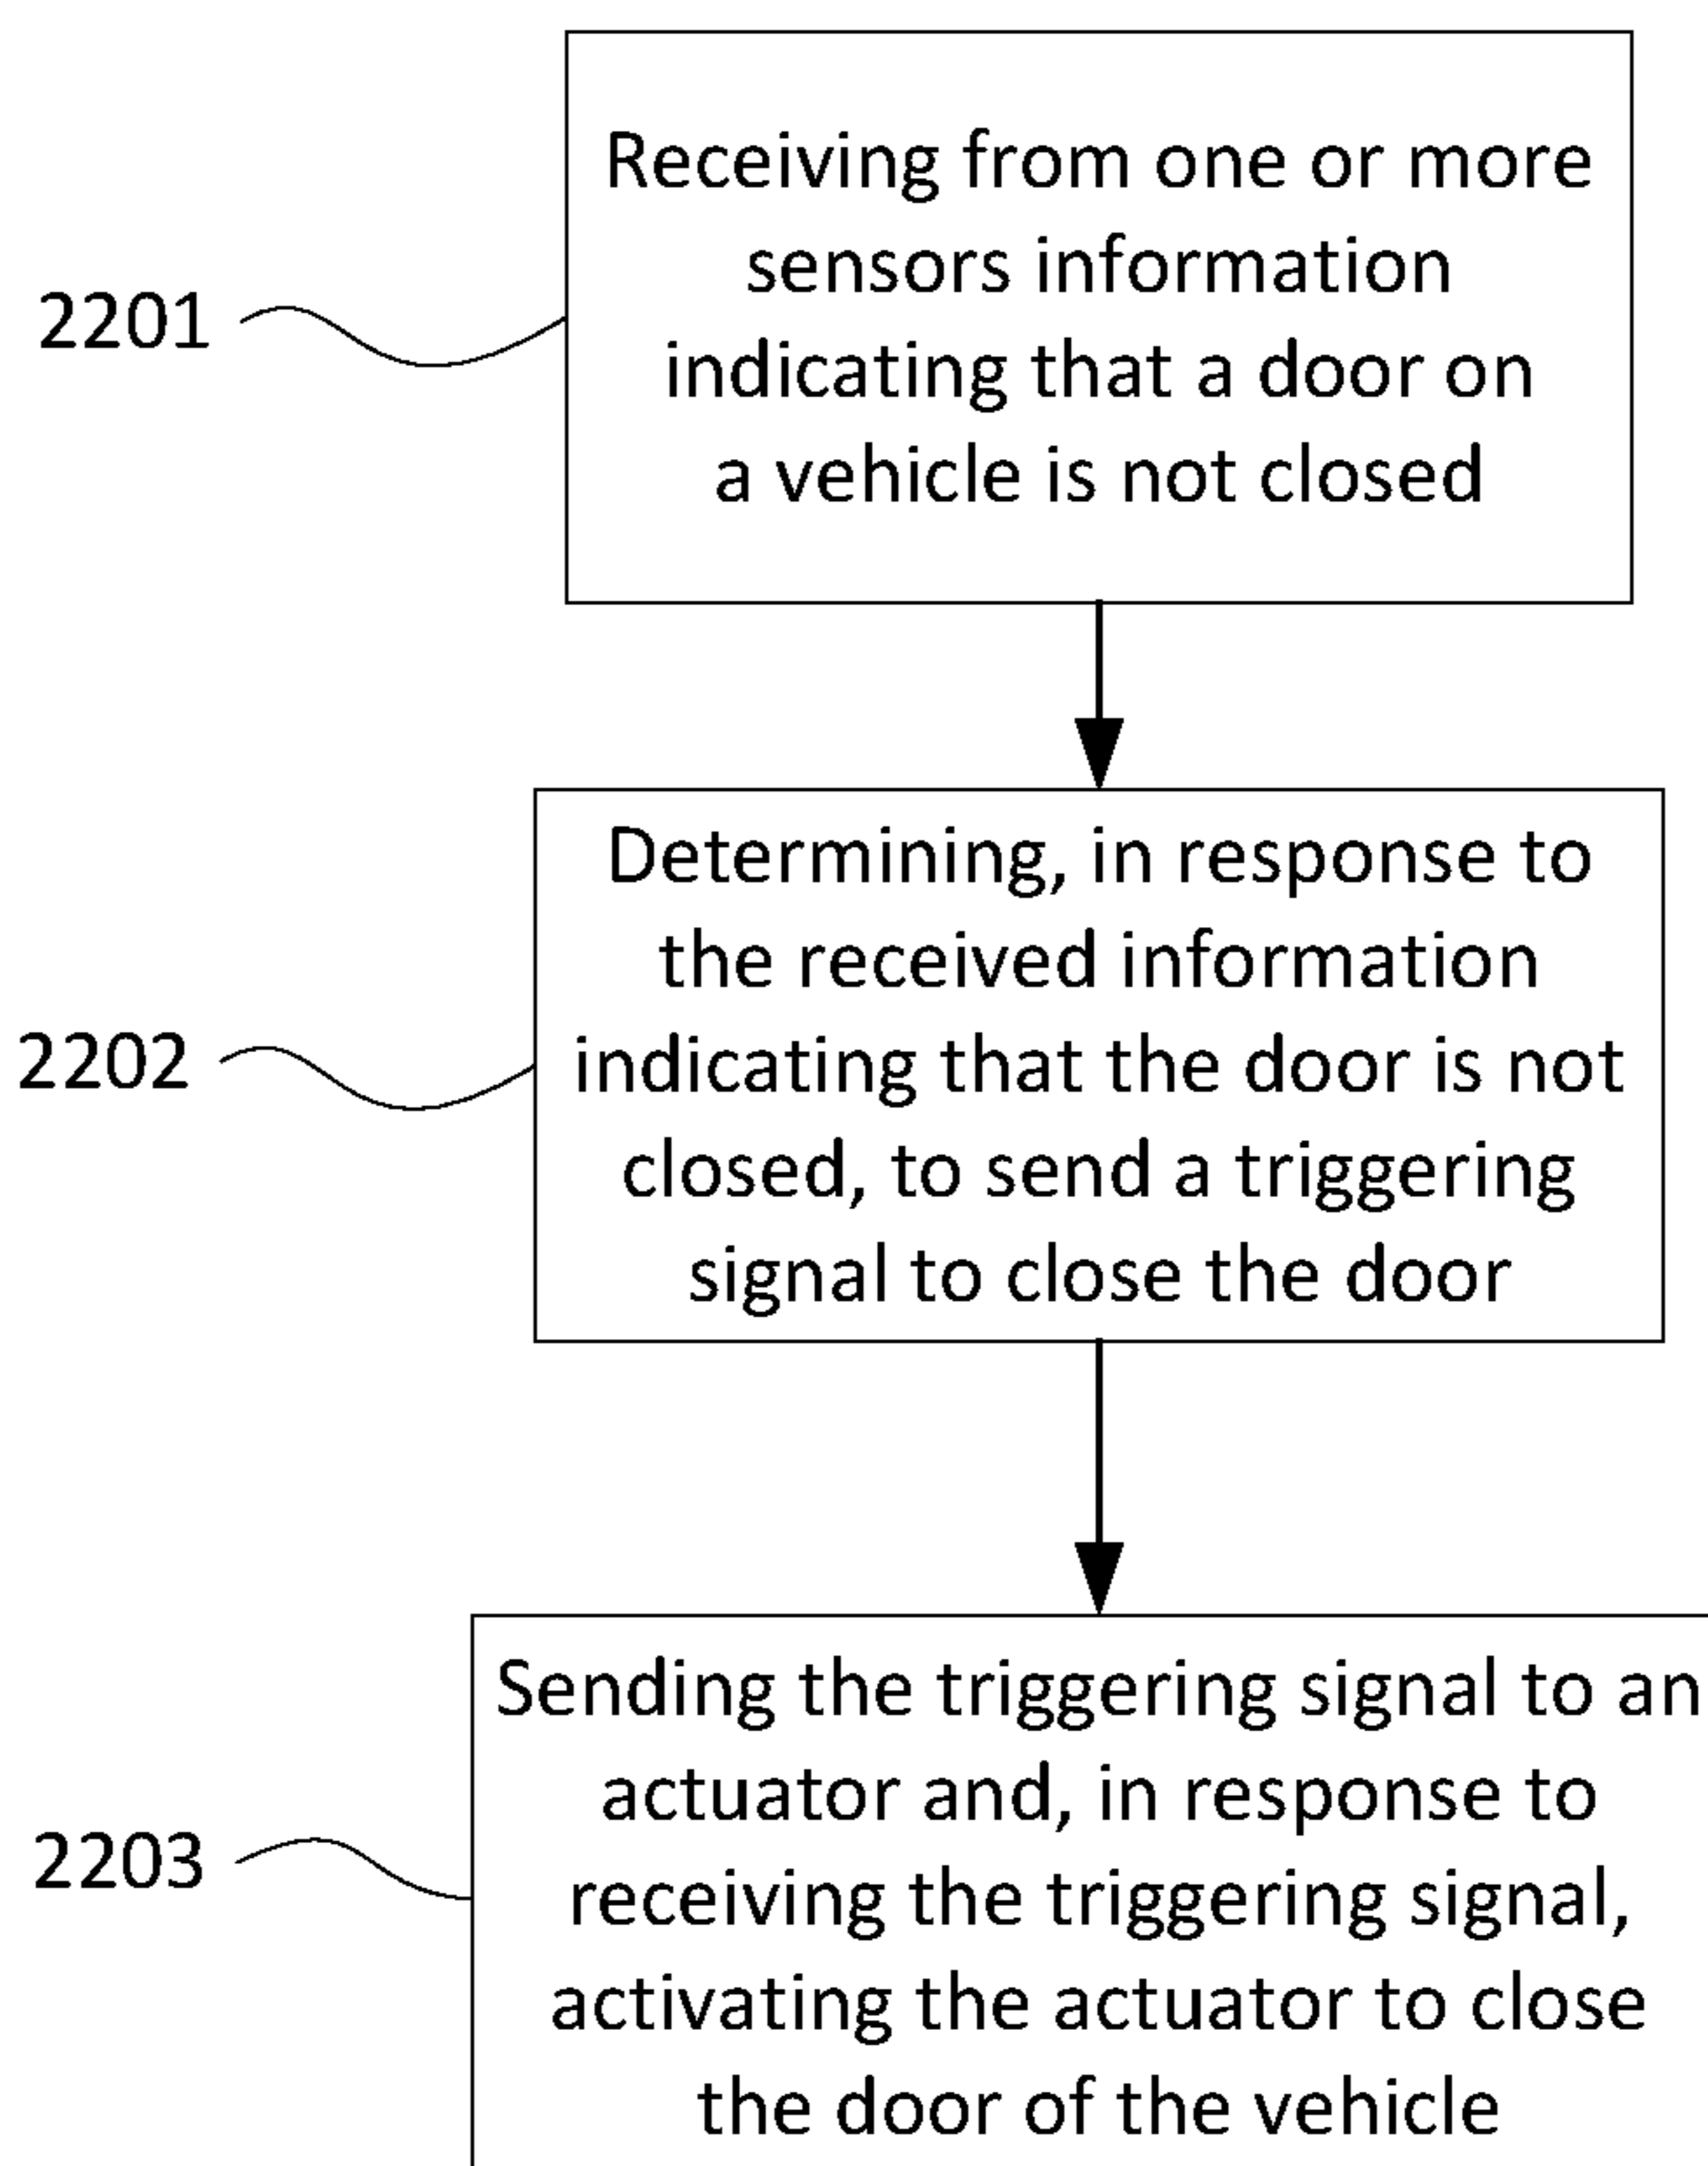 2201
Receiving from one or more
sensors information
indicating that a door on
a vehicle is not closed
2202
Determining, in response to
the received information
indicating that the door is not
closed, to send a triggering
signal to close the door
2203
Sending the triggering signal to an
actuator and, in response to
receiving the triggering signal,
activating the actuator to close
the door of the vehicle